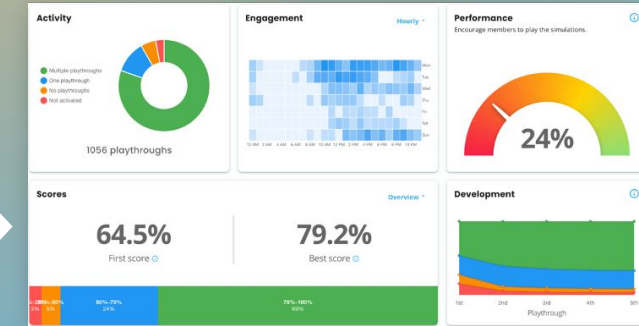 Activity
Multiple playthroughs
One playthrough
No playthroughs
Not activated
1056 playthroughs
Engagement
Hourly
Mon
Tue
Wed
Thu
Fri
Sat
Sun
12 AM 2 AM 4 AM 6 AM 8 AM 10 AM 12 PM 2 PM 4 PM 6 PM 8 PM 10 PM
Performance
Encourage members to play the simulations.
24%
Scores
Overview
64.5%
First score
79.2%
Best score
50%-75%
24%
75%-100%
Development
1st 2nd 3rd 4th 5th
Playthrough